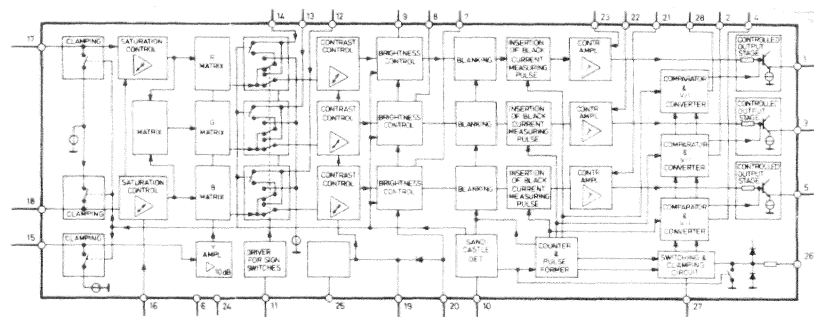 14 13 12 9 8 7 23 22 21 28 2 4
17
CLAMPING
SATURATION
CONTROL
MATRIX
CONTRAST
CONTROL
BRIGHTNESS
CONTROL
BLANKING
INSERTION
OF BLACK
CURRENT
MEASURING
PULSE
CONTR
AMPL
COMPARATOR
&
CONVERTER
CONTROLLED
OUTPUT
STAGE
1
MATRIX
G
MATRIX
CONTRAST
CONTROL
BRIGHTNESS
CONTROL
BLANKING
INSERTION
OF BLACK
CURRENT
MEASURING
PULSE
CONTR
AMPL
COMPARATOR
&
CONVERTER
CONTROLLED
OUTPUT
STAGE
3
18
CLAMPING
SATURATION
CONTROL
B
MATRIX
CONTRAST
CONTROL
BRIGHTNESS
CONTROL
BLANKING
INSERTION
OF BLACK
CURRENT
MEASURING
PULSE
CONTR
AMPL
COMPARATOR
&
CONVERTER
CONTROLLED
OUTPUT
STAGE
5
15
CLAMPING
Y
AMPL
10dB
DRIVER
FOR SIGN
SWITCHES
SAND
CASTLE
DET
COUNTER
&
PULSE
FORMER
SWITCHING
& CLAMPING
CIRCUIT
26
16 6 24 11 25 19 20 10 27